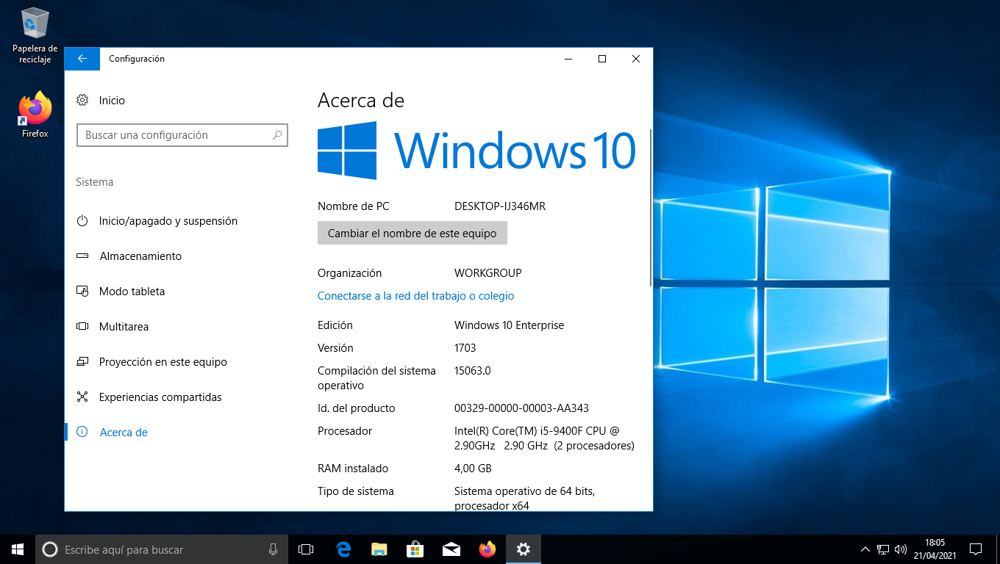 Papelera de
reciclaje
Firefox
Configuración
Inicio
Buscar una configuración
Sistema
Inicio/apagado y suspensión
Almacenamiento
Modo tableta
Multitarea
Proyección en este equipo
Experiencias compartidas
Acerca de
Acerca de
Windows 10
Nombre de PC DESKTOP-IJ346MR
Cambiar el nombre de este equipo
Organización WORKGROUP
Conectarse a la red del trabajo o colegio
Edición Windows 10 Enterprise
Versión 1703
Compilación del sistema 15063.0
operativo
Id. del producto 00329-00000-00003-AA343
Procesador Intel(R) Core(TM) i5-9400F CPU @
2.90GHz 2.90 GHz (2 procesadores)
RAM instalado 4,00 GB
Tipo de sistema Sistema operativo de 64 bits,
procesador x64
Escribe aquí para buscar
18:05
21/04/2021